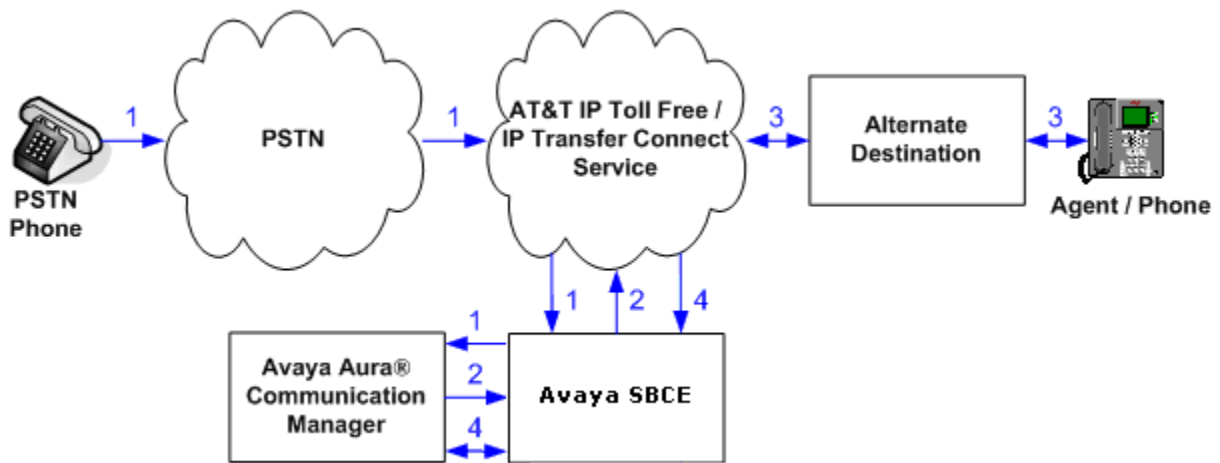 1
PSTN
1
AT&T IP Toll Free /
IP Transfer Connect
Service
3
Alternate
Destination
3
PSTN
Phone
Agent / Phone
1
2
4
Avaya Aura®
Communication
Manager
1
2
4
Avaya SBCE